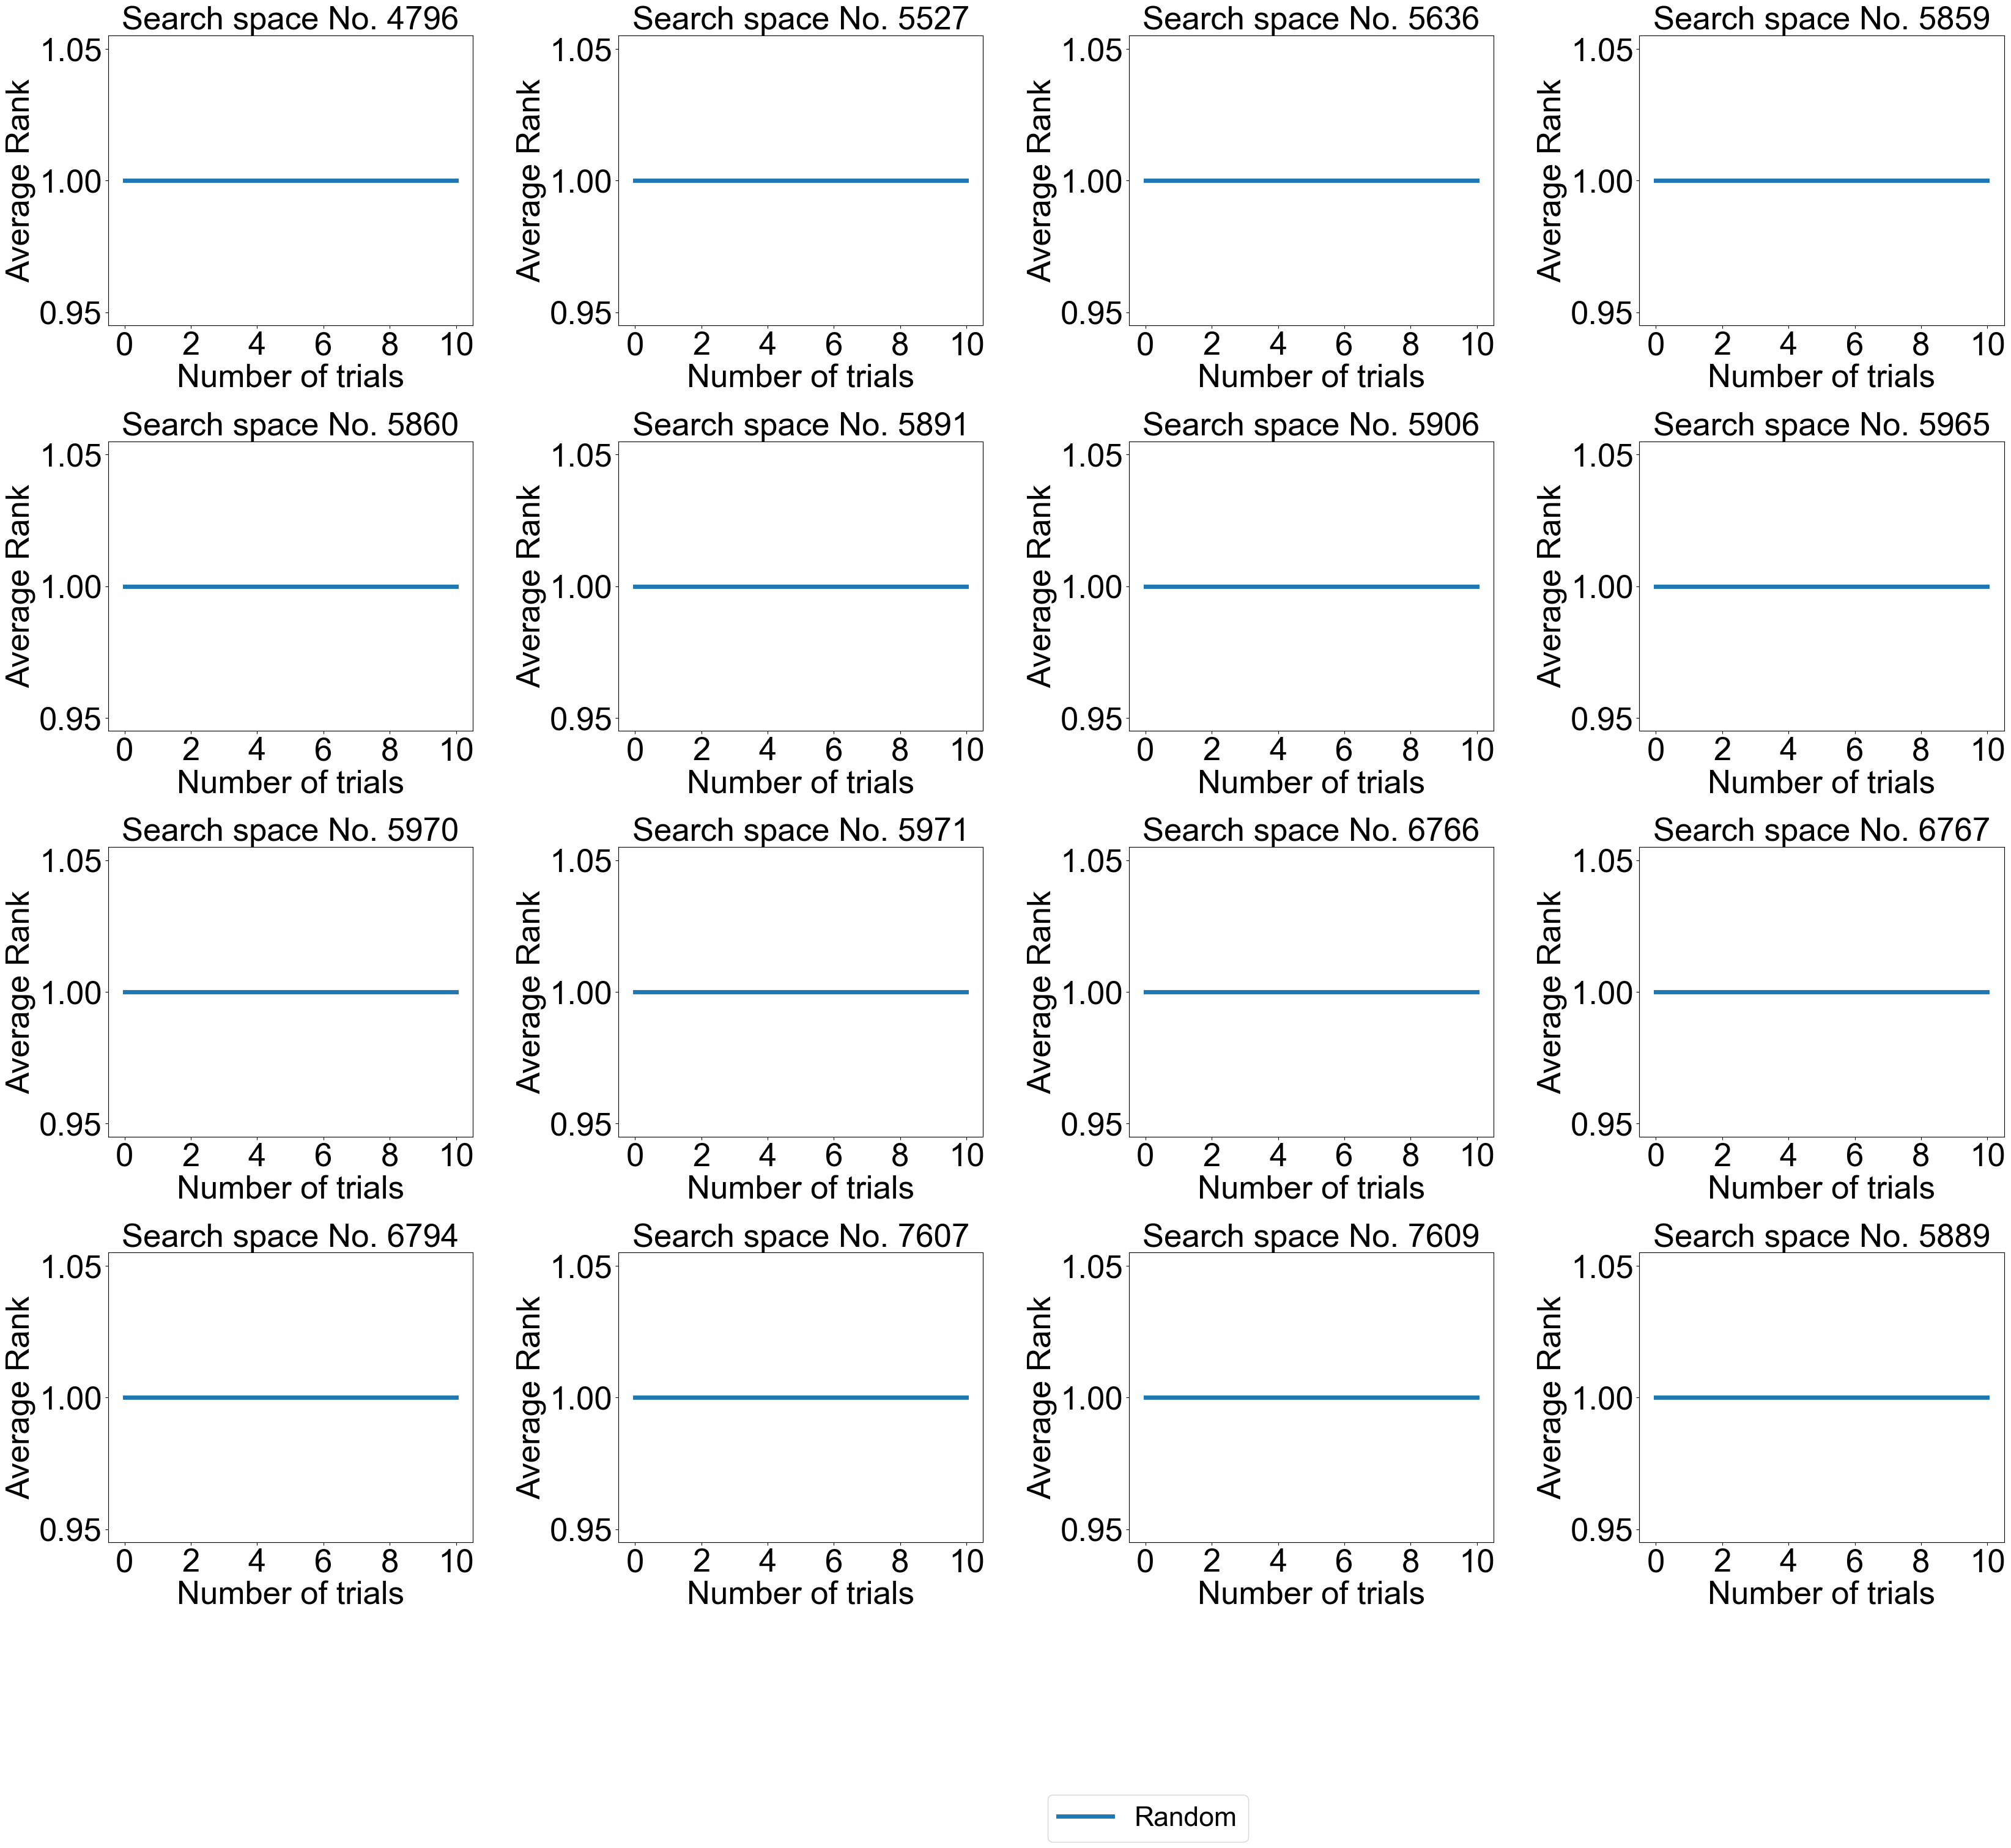 Search space No. 4796
1.05
1.00
0.95
Average Rank
0 2 4 6 8 10
Number of trials
Search space No. 5527
1.05
1.00
0.95
Average Rank
0 2 4 6 8 10
Number of trials
Search space No. 5636
1.05
1.00
0.95
Average Rank
0 2 4 6 8 10
Number of trials
Search space No. 5859
1.05
1.00
0.95
Average Rank
0 2 4 6 8 10
Number of trials
Search space No. 5860
1.05
1.00
0.95
Average Rank
0 2 4 6 8 10
Number of trials
Search space No. 5891
1.05
1.00
0.95
Average Rank
0 2 4 6 8 10
Number of trials
Search space No. 5906
1.05
1.00
0.95
Average Rank
0 2 4 6 8 10
Number of trials
Search space No. 5965
1.05
1.00
0.95
Average Rank
0 2 4 6 8 10
Number of trials
Search space No. 5970
1.05
1.00
0.95
Average Rank
0 2 4 6 8 10
Number of trials
Search space No. 5971
1.05
1.00
0.95
Average Rank
0 2 4 6 8 10
Number of trials
Search space No. 6766
1.05
1.00
0.95
Average Rank
0 2 4 6 8 10
Number of trials
Search space No. 6767
1.05
1.00
0.95
Average Rank
0 2 4 6 8 10
Number of trials
Search space No. 6794
1.05
1.00
0.95
Average Rank
0 2 4 6 8 10
Number of trials
Search space No. 7607
1.05
1.00
0.95
Average Rank
0 2 4 6 8 10
Number of trials
Search space No. 7609
1.05
1.00
0.95
Average Rank
0 2 4 6 8 10
Number of trials
Search space No. 5889
1.05
1.00
0.95
Average Rank
0 2 4 6 8 10
Number of trials
Random